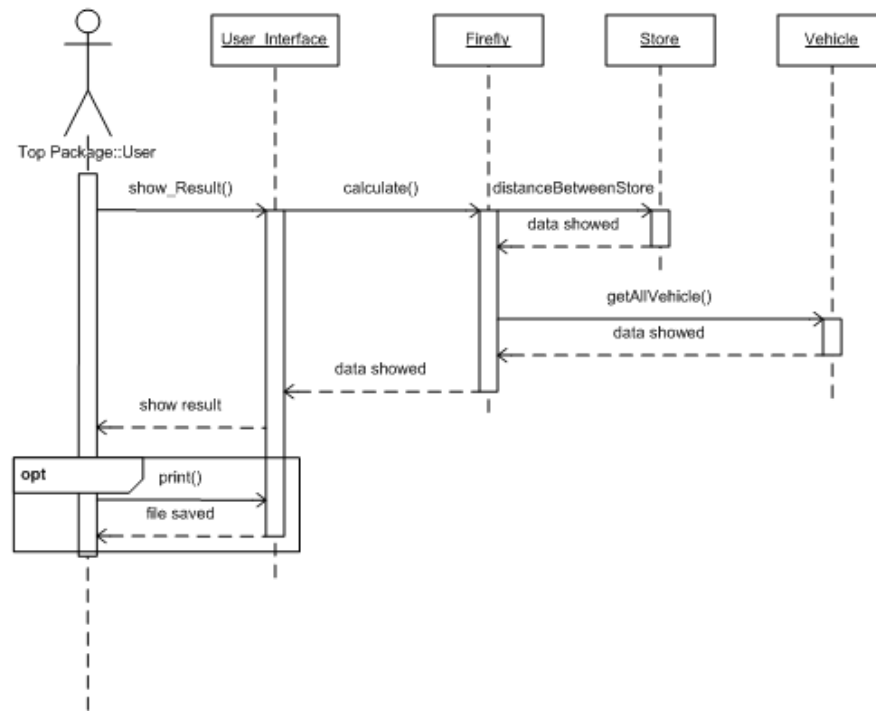 User_Interface
Firefly
Store
Vehicle
Top Package::User
show_Result()
calculate()
distanceBetweenStore
data showed
getAllVehicle()
data showed
data showed
show result
opt
print()
file saved